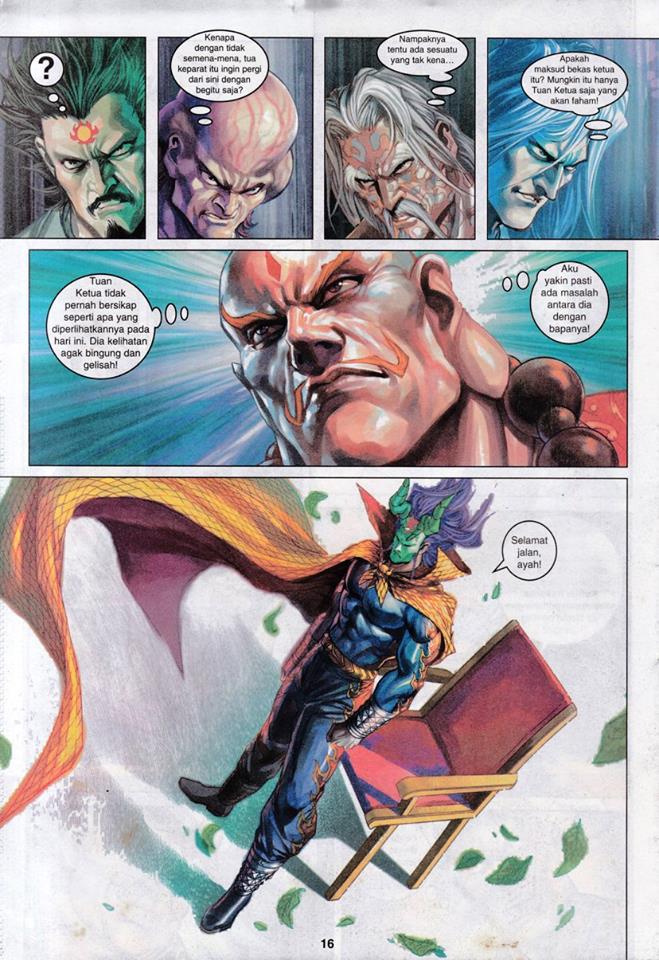 ?
Kenapa
dengan tidak
semena-mena, tua
keparat itu ingin pergi
dari sini dengan
begitu saja?
Nampaknya
tentu ada sesuatu
yang tak kena...
Apakah
maksud bekas ketua
itu? Mungkin itu hanya
Tuan Ketua saja yang
akan faham!
Tuan
Ketua tidak
pernah bersikap
seperti apa yang
diperlihatkannya pada
hari ini. Dia kelihatan
agak bingung dan
gelisah!
Aku
yakin pasti
ada masalah
antara dia
dengan
bapanya!
Selamat
jalan,
ayah!
16